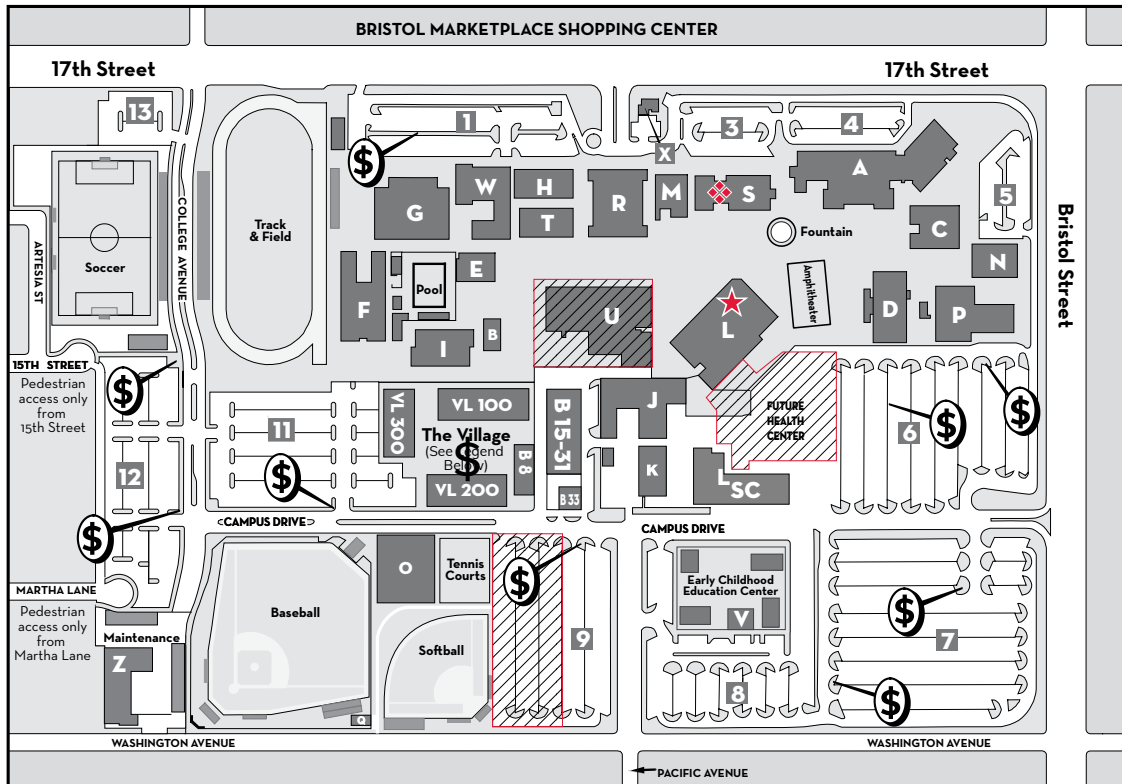 BRISTOL MARKETPLACE SHOPPING CENTER
17th Street
17th Street
13
1
3
4
X
5
COLLEGE AVENUE
ARTESIA ST
Soccer
Track
& Field
$
G
W
H
T
R
M
S
A
C
N
Bristol Street
Fountain
Amphitheater
E
Pool
F
I
B
U
L
D
P
15TH STREET
Pedestrian
access only
from
15th Street
$
12
$
11
$
VL 300
VL 100
The Village
(See Legend
Below)
$
VL 200
B 8
B 15-31
B 33
J
K
L
SC
FUTURE
HEALTH
CENTER
6
$
$
CAMPUS DRIVE
CAMPUS DRIVE
MARTHA LANE
Pedestrian
access only
from
Martha Lane
Maintenance
Z
Baseball
O
Tennis
Courts
Softball
Q
$
9
Early Childhood
Education Center
V
8
$
7
$
WASHINGTON AVENUE
WASHINGTON AVENUE
PACIFIC AVENUE